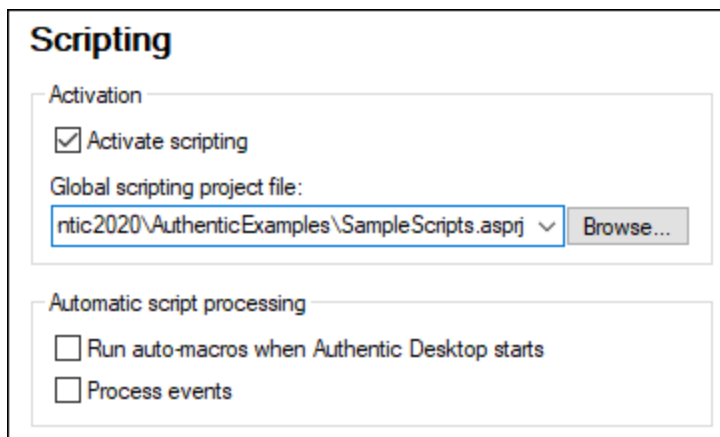 Scripting
Activation
Activate scripting
Global scripting project file:
ntic2020\AuthenticExamples\SampleScripts.asprj
Browse...
Automatic script processing
Run auto-macros when Authentic Desktop starts
Process events